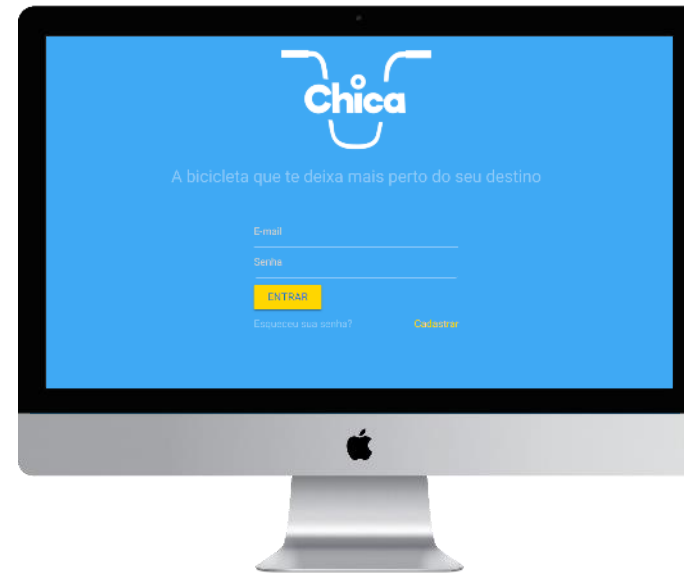 Chica
A bicicleta que te deixa mais perto do seu destino
E-mail
Senha
ENTRAR
Esqueceu sua senha? Cadastrar